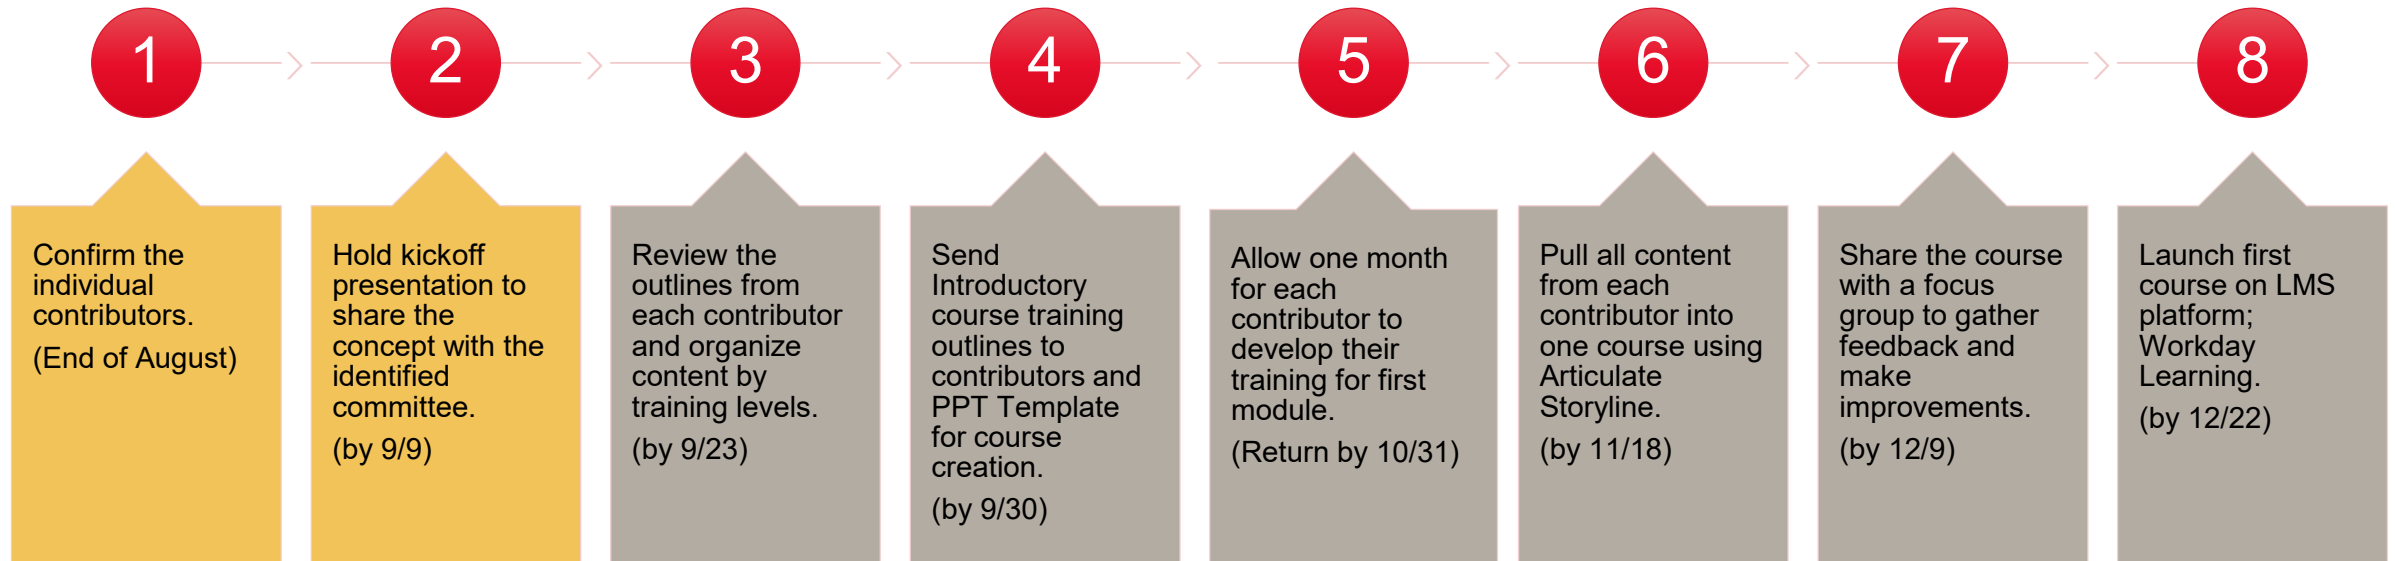 1
2
3
4
5
6
7
8
Confirm the
individual
contributors.
(End of August)
Hold kickoff
presentation to
share the
concept with the
identified
committee.
(by 9/9)
Review the
outlines from
each contributor
and organize
content by
training levels.
(by 9/23)
Send
Introductory
course training
outlines to
contributors and
PPT Template
for course
creation.
(by 9/30)
Allow one month
for each
contributor to
develop their
training for first
module.
(Return by 10/31)
Pull all content
from each
contributor into
one course using
Articulate
Storyline.
(by 11/18)
Share the course
with a focus
group to gather
feedback and
make
improvements.
(by 12/9)
Launch first
course on LMS
platform;
Workday
Learning.
(by 12/22)